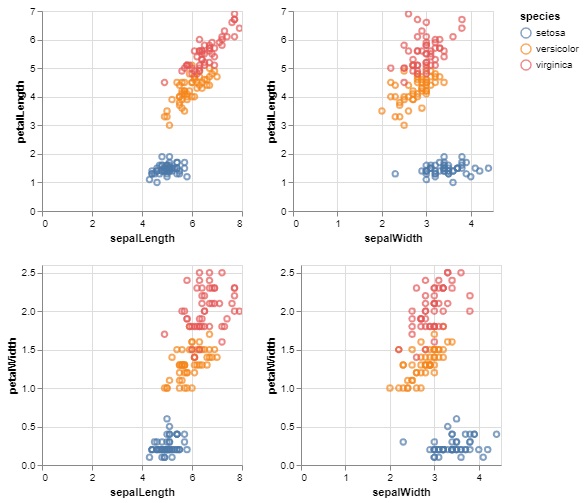 species
setosa
versicolor
virginica
petalLength
7
6
5
4
3
2
1
0
0 2 4 6 8
sepalLength
petalLength
7
6
5
4
3
2
1
0
0 1 2 3 4
sepalWidth
petalWidth
2.5
2.0
1.5
1.0
0.5
0.0
0 2 4 6 8
sepalLength
petalWidth
2.5
2.0
1.5
1.0
0.5
0.0
0 1 2 3 4
sepalWidth